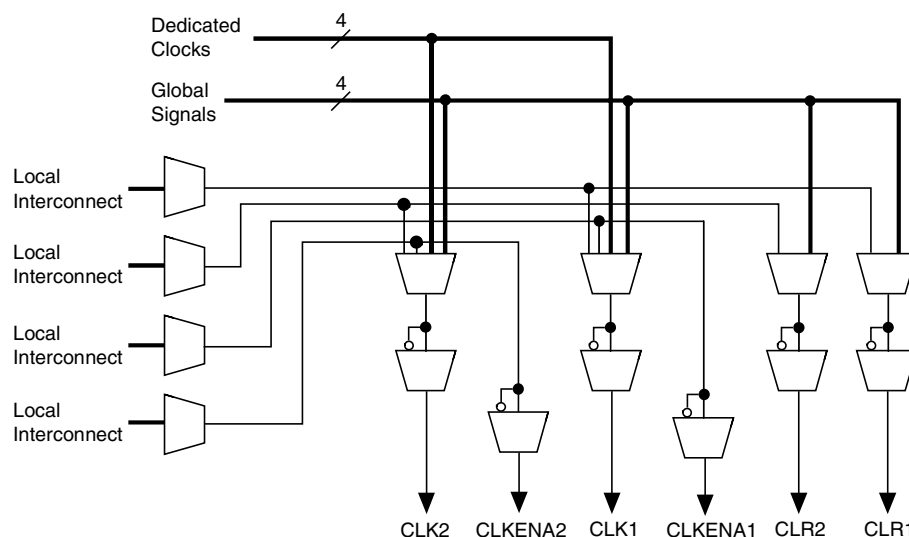 Dedicated
Clocks
4
Global
Signals
4
Local
Interconnect
Local
Interconnect
Local
Interconnect
Local
Interconnect
CLK2 CLKENA2 CLK1 CLKENA1 CLR2 CLR1